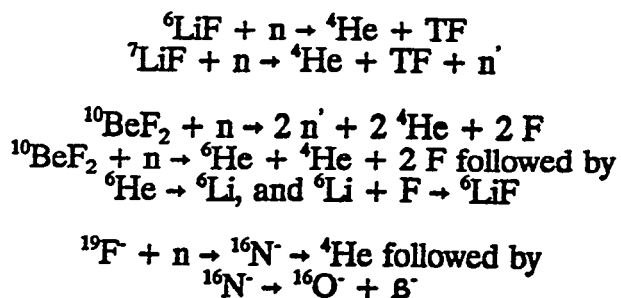 ⁶LiF + n → ⁴He + TF
⁷LiF + n → ⁴He + TF + n'
¹⁰BeF₂ + n → 2 n' + 2 ⁴He + 2 F
¹⁰BeF₂ + n → ⁶He + ⁴He + 2 F followed by
⁶He → ⁶Li, and ⁶Li + F → ⁶LiF
¹⁹F⁻ + n → ¹⁶N⁻ → ⁴He followed by
¹⁶N⁻ → ¹⁶O⁻ + β⁻